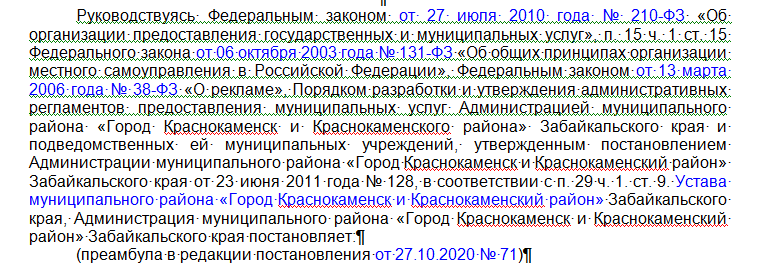 Руководствуясь Федеральным законом от 27 июля 2010 года № 210-ФЗ «Об
организации предоставления государственных и муниципальных услуг», п. 15 ч. 1 ст. 15
Федерального закона от 06 октября 2003 года № 131-ФЗ «Об общих принципах организации
местного самоуправления в Российской Федерации», Федеральным законом от 13 марта
2006 года № 38-ФЗ «О рекламе», Порядком разработки и утверждения административных
регламентов предоставления муниципальных услуг Администрацией муниципального
района «Город Краснокаменск и Краснокаменского района» Забайкальского края и
подведомственных ей муниципальных учреждений, утвержденным постановлением
Администрации муниципального района «Город Краснокаменск и Краснокаменский район»
Забайкальского края от 23 июня 2011 года № 128, в соответствии с п. 29 ч. 1 ст. 9. Устава
муниципального района «Город Краснокаменск и Краснокаменский район» Забайкальского
края, Администрация муниципального района «Город Краснокаменск и Краснокаменский
район» Забайкальского края постановляет:¶
(преамбула в редакции постановления от 27.10.2020 № 71)¶